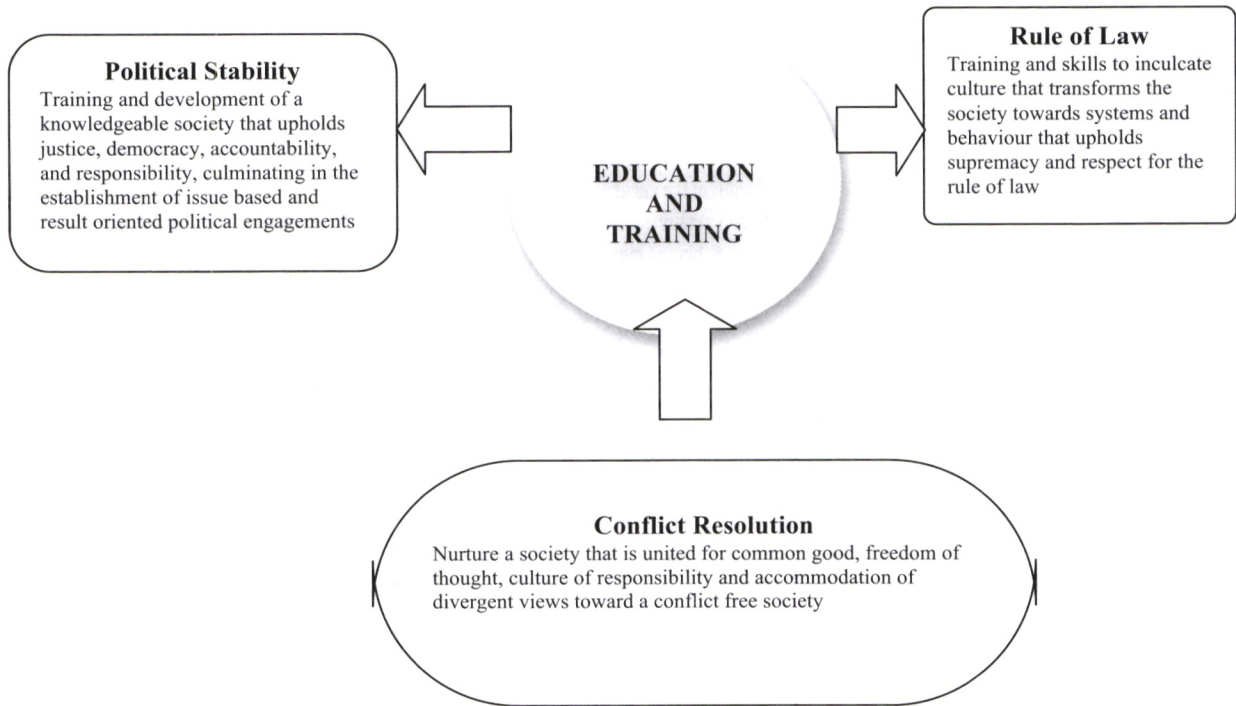 Political Stability
Training and development of a
knowledgeable society that upholds
justice, democracy, accountability,
and responsibility, culminating in the
establishment of issue based and
result oriented political engagements
EDUCATION
AND
TRAINING
Rule of Law
Training and skills to inculcate
culture that transforms the
society towards systems and
behaviour that upholds
supremacy and respect for the
rule of law
Conflict Resolution
Nurture a society that is united for common good, freedom of
thought, culture of responsibility and accommodation of
divergent views toward a conflict free society